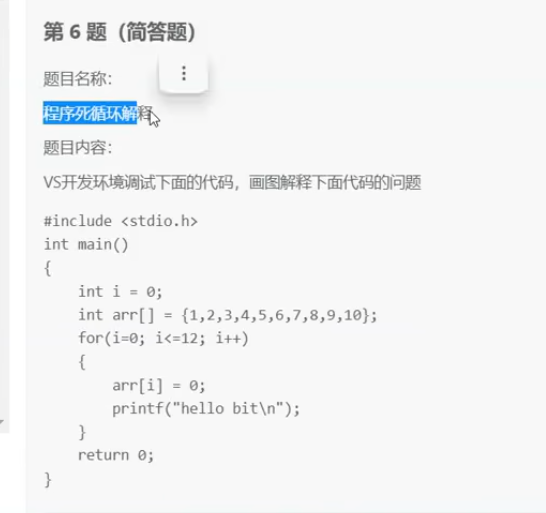 第 6 题（简答题）
题目名称：
程序死循环解释
题目内容：
VS开发环境调试下面的代码，画图解释下面代码的问题
#include <stdio.h>
int main()
{
    int i = 0;
    int arr[] = {1,2,3,4,5,6,7,8,9,10};
    for(i=0; i<=12; i++)
    {
        arr[i] = 0;
        printf("hello bit\n");
    }
    return 0;
}